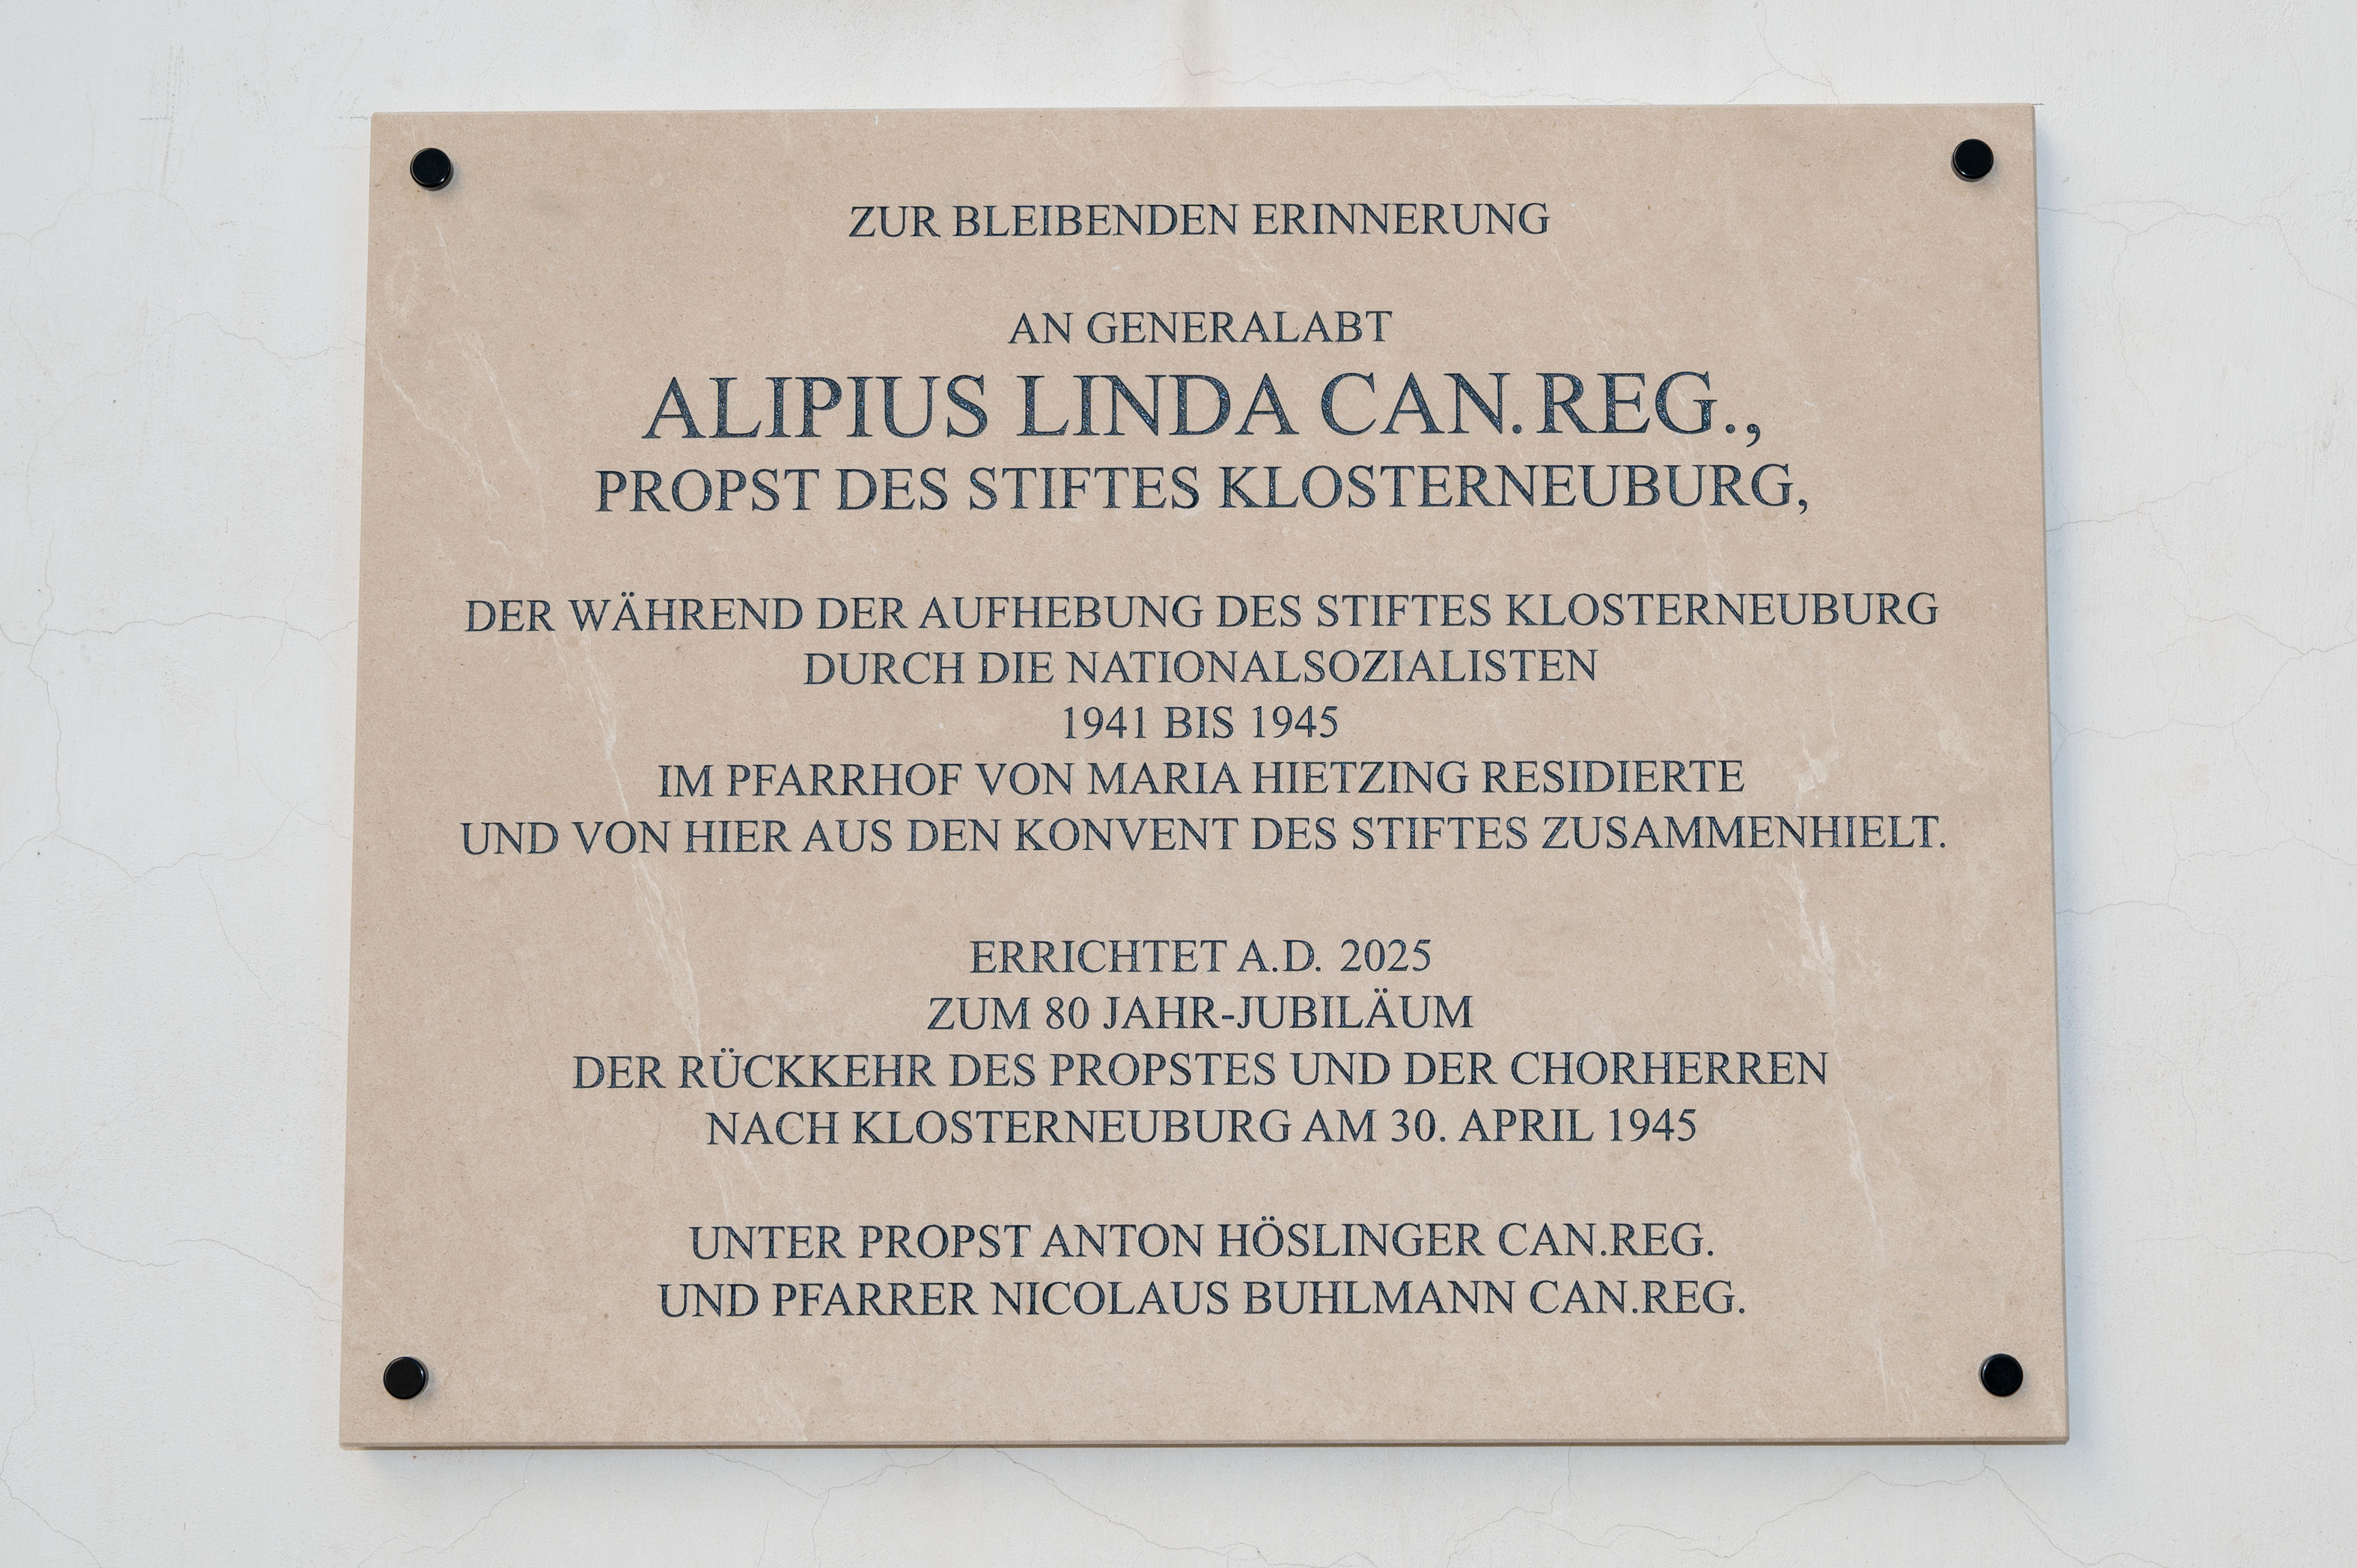 ZUR BLEIBENDEN ERINNERUNG
AN GENERALABT
ALIPIUS LINDA CAN.REG.,
PROPST DES STIFTES KLOSTERNEUBURG,
DER WÄHREND DER AUFHEBUNG DES STIFTES KLOSTERNEUBURG
DURCH DIE NATIONALSOZIALISTEN
1941 BIS 1945
IM PFARRHOF VON MARIA HIETZING RESIDIERTE
UND VON HIER AUS DEN KONVENT DES STIFTES ZUSAMMENHIELT.
ERRICHTET A.D. 2025
ZUM 80 JAHR-JUBILÄUM
DER RÜCKKEHR DES PROPSTES UND DER CHORHERREN
NACH KLOSTERNEUBURG AM 30. APRIL 1945
UNTER PROPST ANTON HÖSLINGER CAN.REG.
UND PFARRER NICOLAUS BUHLMANN CAN.REG.